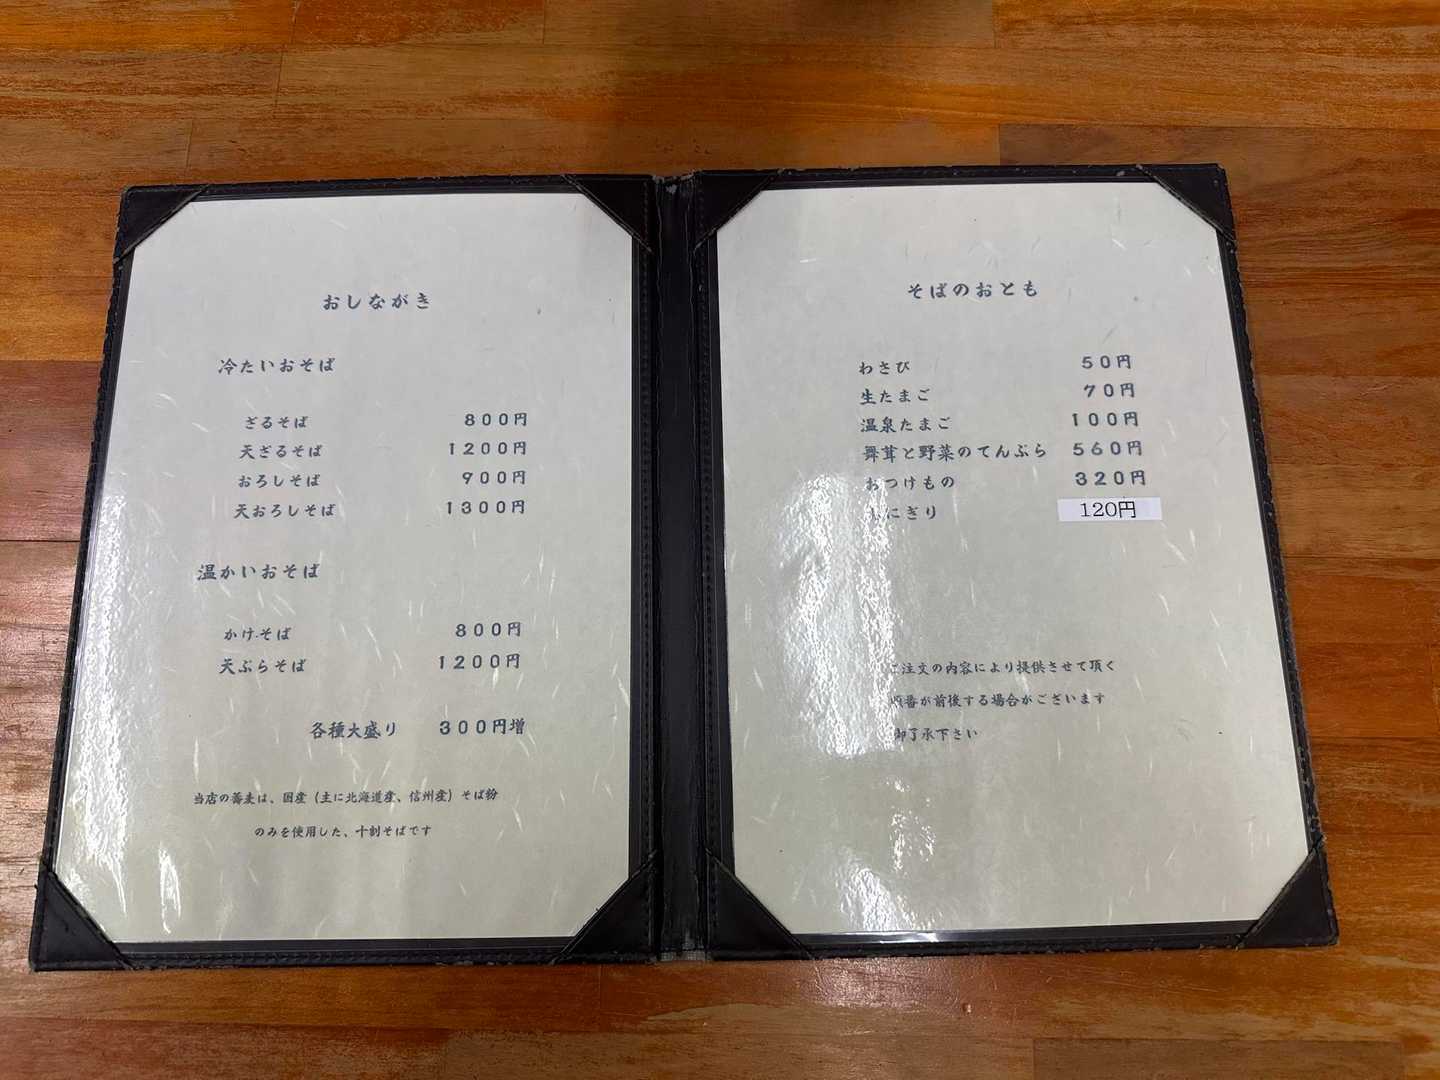 おしながき
冷たいおそば
ざるそば 800円
天ざるそば 1200円
おろしそば 900円
天おろしそば 1300円
温かいおそば
かけそば 800円
天ぷらそば 1200円
各種大盛り 300円増
当店の蕎麦は、国産（主に北海道産、信州産）そば粉
のみを使用した、十割そばです
そばのおとも
わさび 50円
生たまご 70円
温泉たまご 100円
舞茸と野菜のてんぷら 560円
おつけもの 320円
おにぎり 120円
ご注文の内容により提供させて頂く
順番が前後する場合がございます
御了承下さい